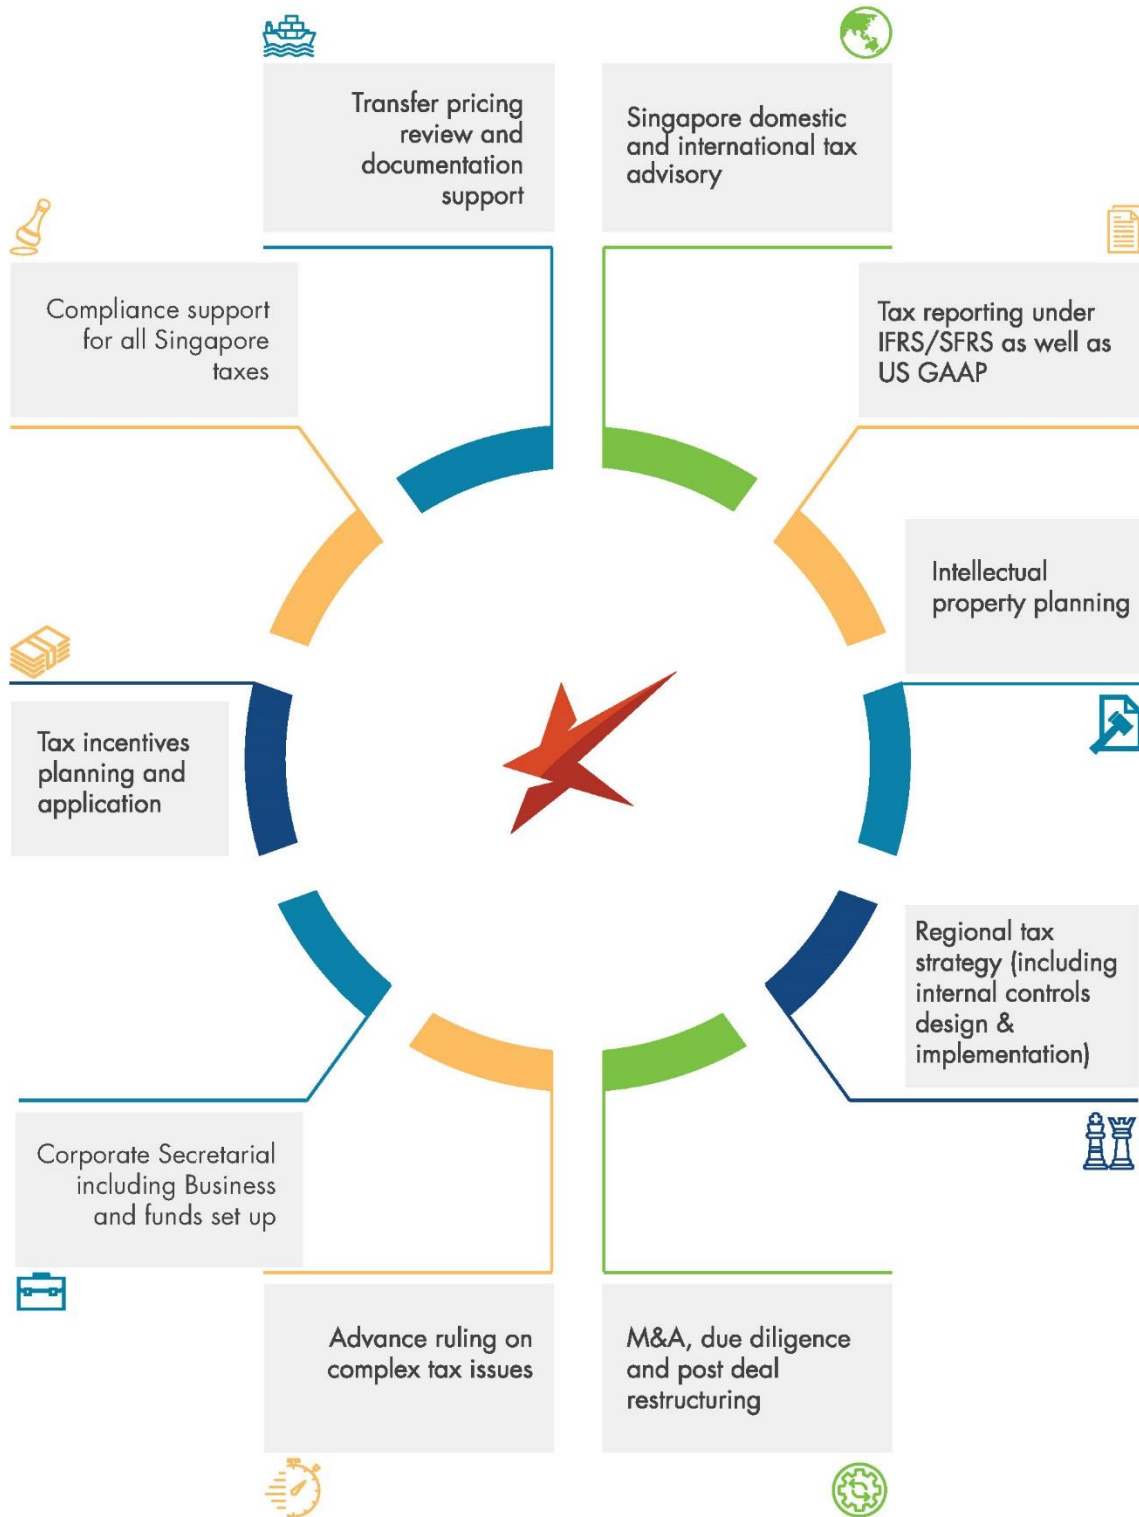 Transfer pricing
review and
documentation
support
Singapore domestic
and international tax
advisory
Compliance support
for all Singapore
taxes
Tax reporting under
IFRS/SFRS as well as
US GAAP
Intellectual
property planning
Tax incentives
planning and
application
Regional tax
strategy (including
internal controls
design &
implementation)
Corporate Secretarial
including Business
and funds set up
Advance ruling on
complex tax issues
M&A, due diligence
and post deal
restructuring